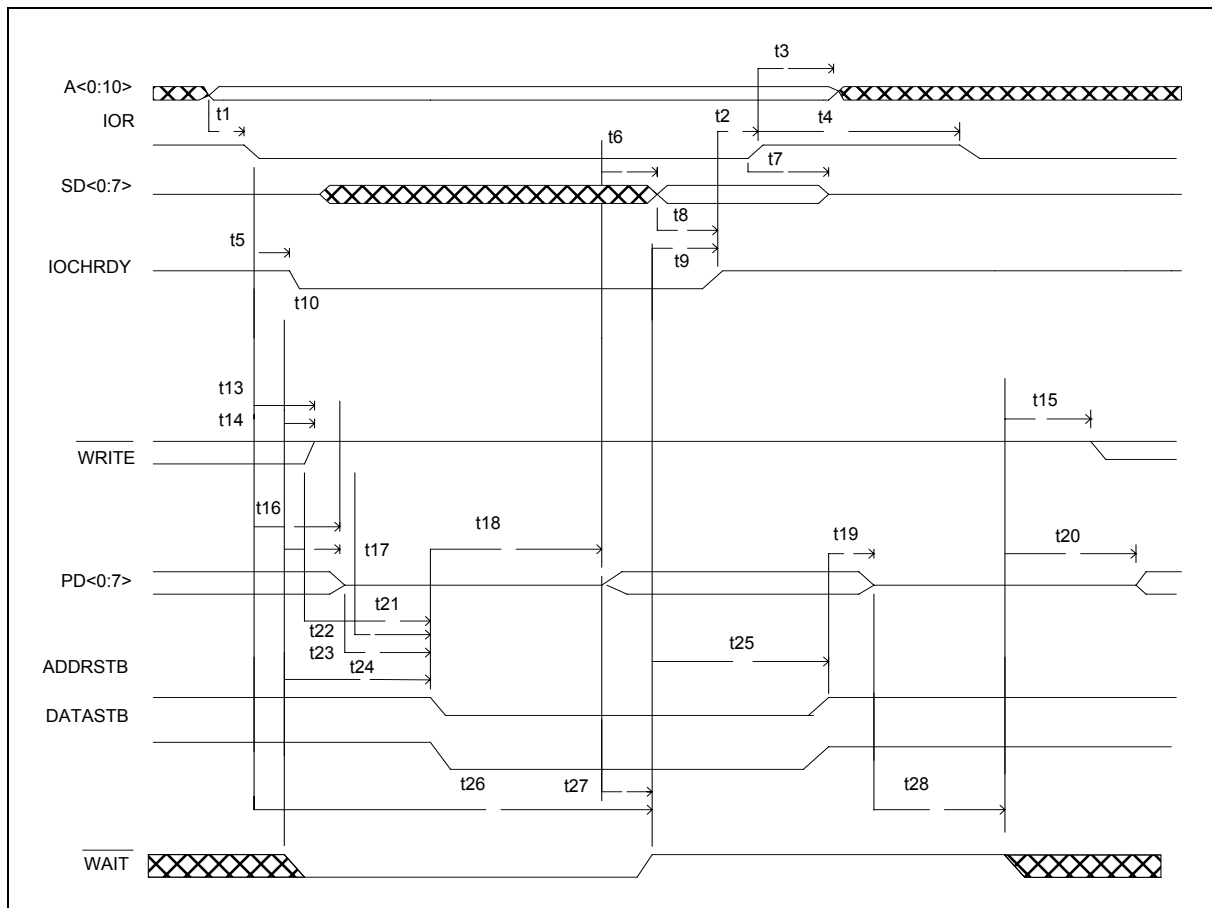 t3
A<0:10>
t1
t2
t4
IOR
t6
t7
SD<0:7>
t8
t5
t9
IOCHRDY
t10
t13
t15
t14
WRITE
t16
t18
t17
t19
t20
PD<0:7>
t21
t22
t23
t25
ADDRSTB
t24
DATASTB
t26
t27
t28
WAIT